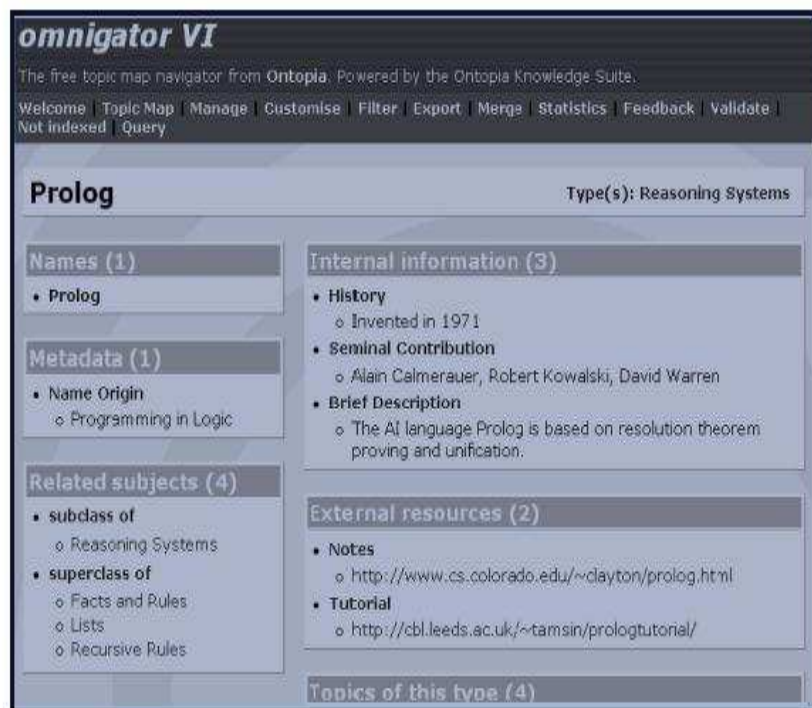 omnigator VI
The free topic map navigator from Ontopia. Powered by the Ontopia Knowledge Suite.
Welcome | Topic Map | Manage | Customise | Filter | Export | Merge | Statistics | Feedback | Validate |
Not indexed | Query
Prolog
Type(s): Reasoning Systems
Names (1)
• Prolog
Metadata (1)
• Name Origin
o Programming in Logic
Related subjects (4)
• subclass of
o Reasoning Systems
• superclass of
o Facts and Rules
o Lists
o Recursive Rules
Internal information (3)
• History
o Invented in 1971
• Seminal Contribution
o Alain Calmerauer, Robert Kowalski, David Warren
• Brief Description
o The AI language Prolog is based on resolution theorem
proving and unification.
External resources (2)
• Notes
o http://www.cs.colorado.edu/~clayton/prolog.html
• Tutorial
o http://cbl.leeds.ac.uk/~tamsin/prologtutorial/
Topics of this type (4)